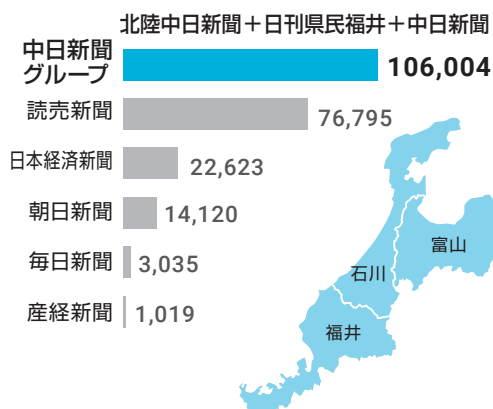 北陸中日新聞＋日刊県民福井＋中日新聞
中日新聞
グループ
106,004
読売新聞
76,795
日本経済新聞
22,623
朝日新聞
14,120
毎日新聞
3,035
産経新聞
1,019
富山
石川
福井